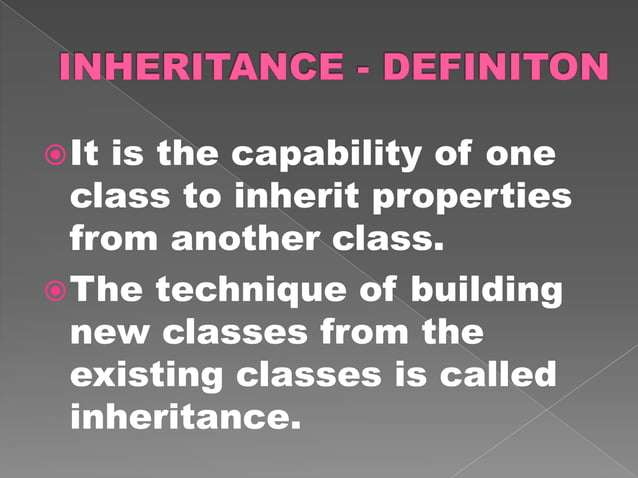 INHERITANCE - DEFINITON
It is the capability of one
class to inherit properties
from another class.
The technique of building
new classes from the
existing classes is called
inheritance.